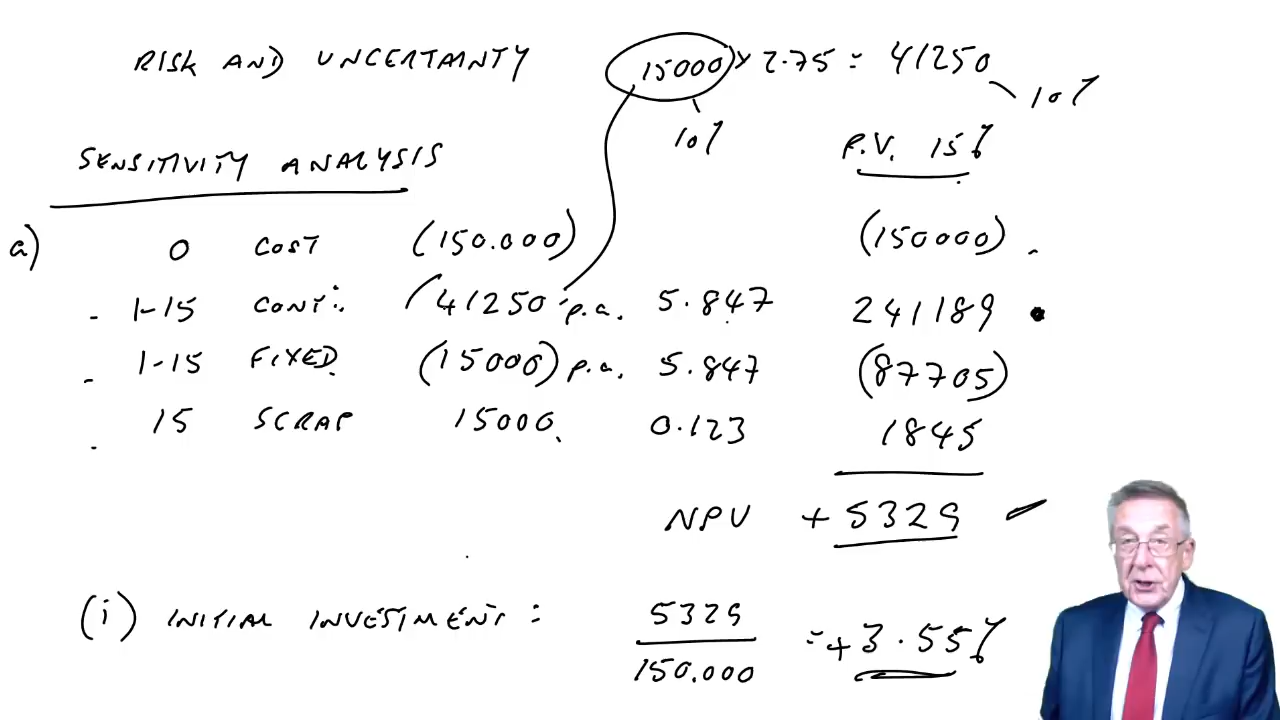 RISK AND UNCERTAINTY
15000 × 2.75 = 41250
10%
10%
SENSITIVITY ANALYSIS
P.V. 15%
a) 0 COST (150.000) (150000)
1-15 CONT: 41250 p.a. 5.847 241189
1-15 FIXED (15000) p.a. 5.847 (87705)
15 SCRAP 15000 0.123 1845
NPV + 5329
(i) INITIAL INVESTMENT: 5329
150.000
= + 3.55%